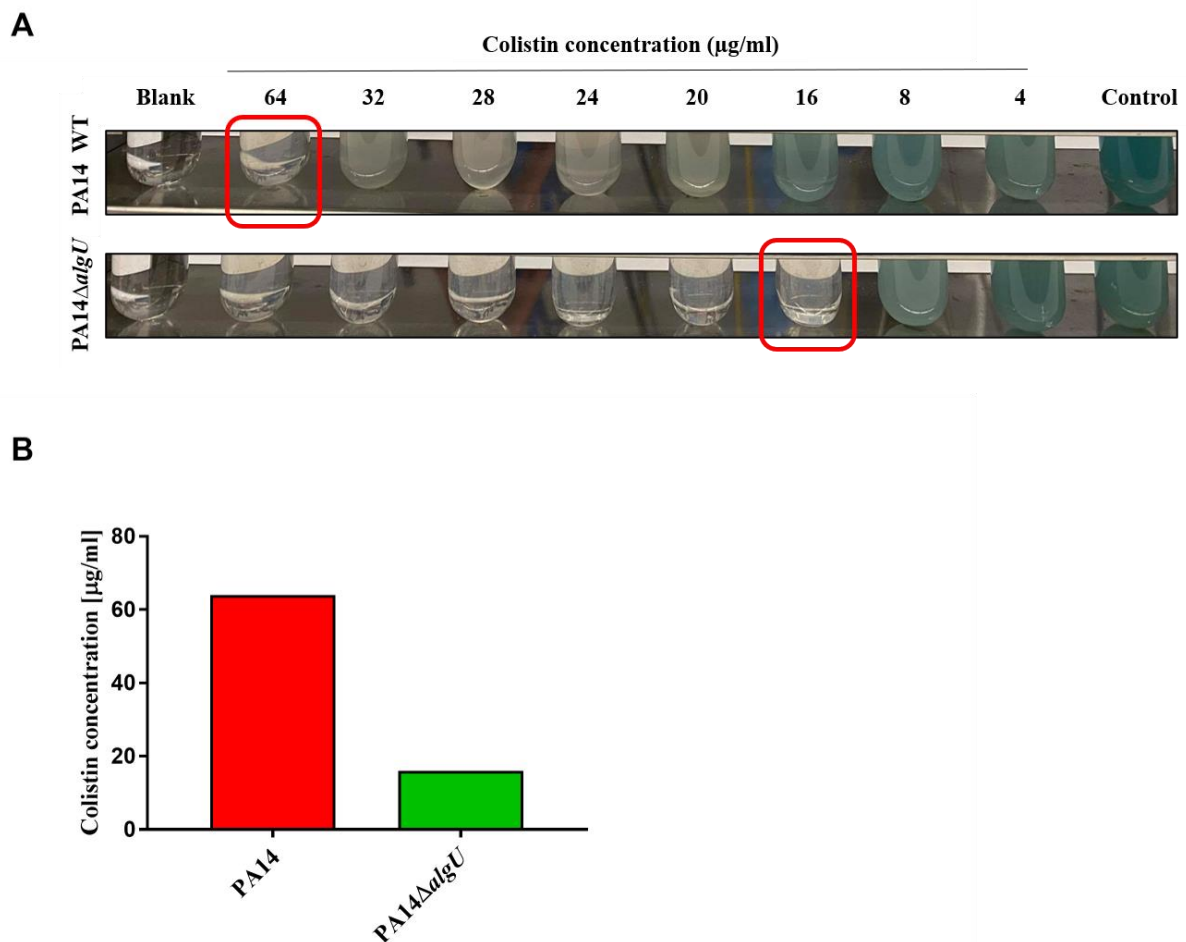 A
Colistin concentration (μg/ml)
Blank 64 32 28 24 20 16 8 4 Control
PA14 WT
PA14ΔalgU
B
Colistin concentration [μg/ml]
80
60
40
20
0
PA14
PA14ΔalgU